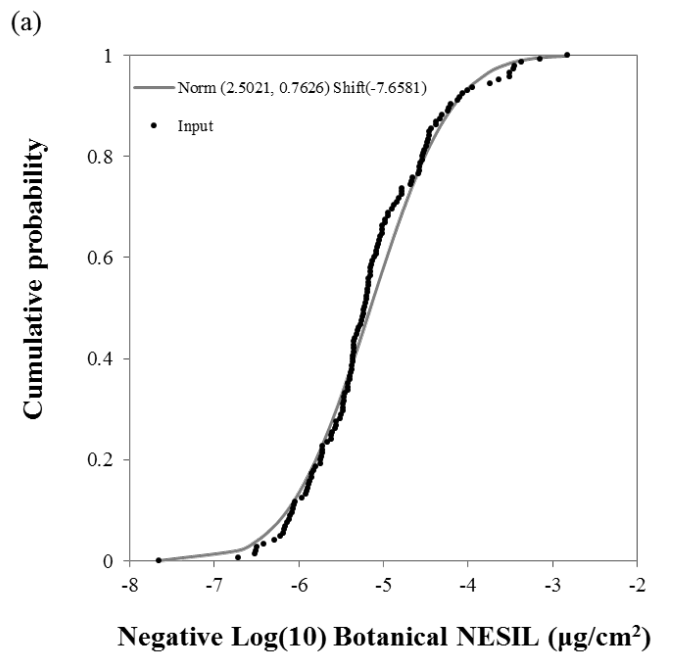 (a)
1
Norm (2.5021, 0.7626) Shift(-7.6581)
Input
0.8
0.6
0.4
0.2
0
Cumulative probability
-8 -7 -6 -5 -4 -3 -2
Negative Log(10) Botanical NESIL (µg/cm²)